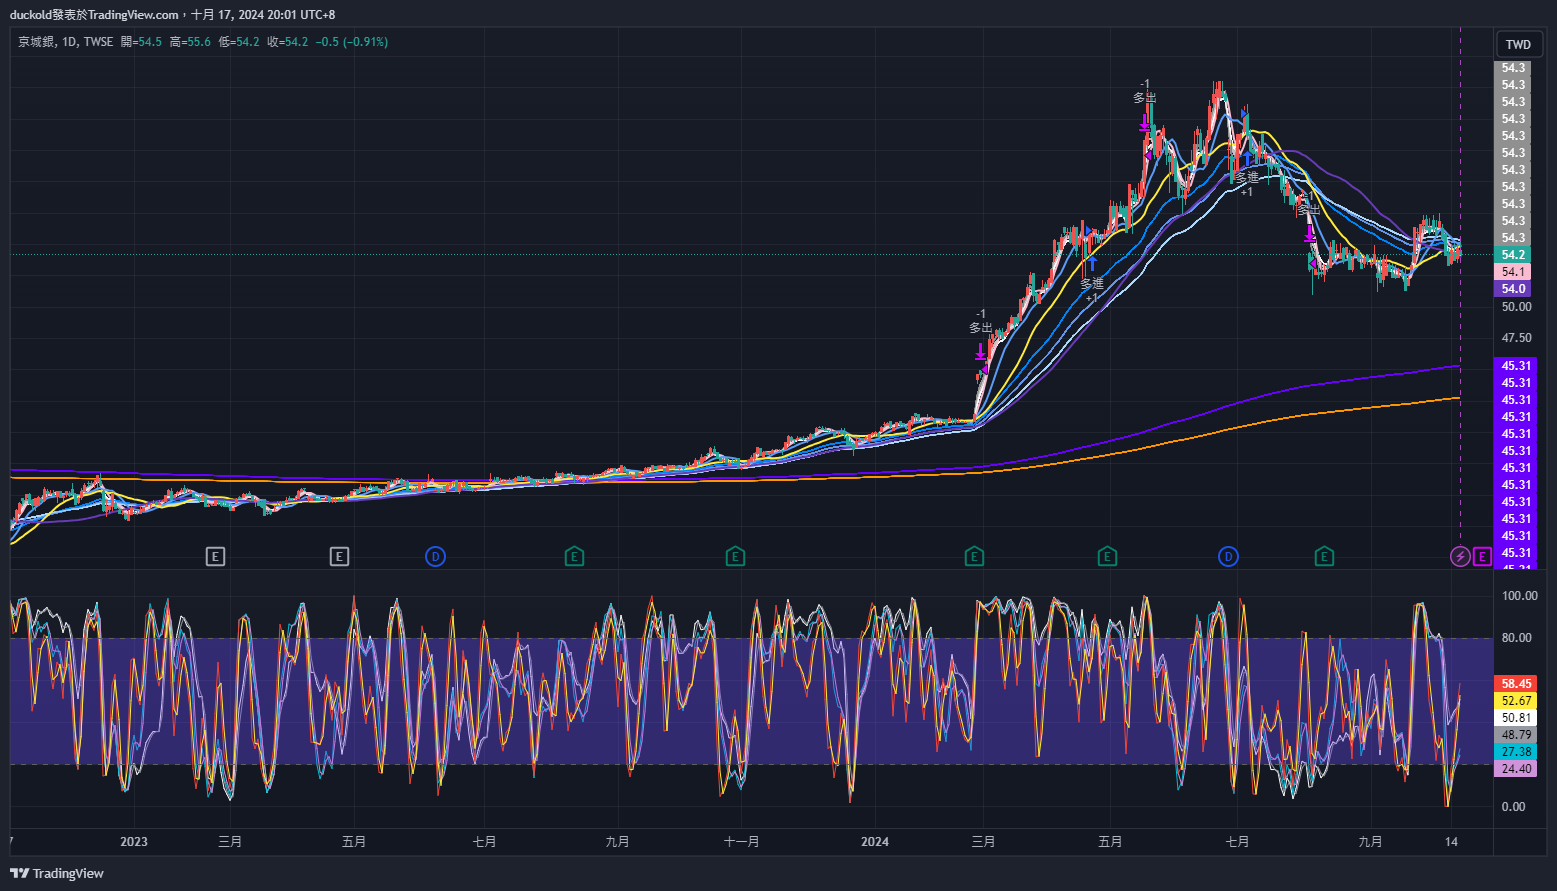 duckold發表於TradingView.com，十月 17, 2024 20:01 UTC+8
京城銀, 1D, TWSE 開=54.5 高=55.6 低=54.2 收=54.2 −0.5 (−0.91%)
TWD
54.3
54.3
54.3
54.3
54.3
54.3
54.3
54.3
54.3
54.3
54.3
54.2
54.1
54.0
50.00
47.50
45.31
45.31
45.31
45.31
45.31
45.31
45.31
45.31
45.31
45.31
45.31
45.31
45.31
-1
多出
多進
+1
-1
多出
多進
+1
-1
多出
E
E
D
E
E
E
E
D
E
E
100.00
80.00
58.45
52.67
50.81
48.79
27.38
24.40
0.00
2023 三月 五月 七月 九月 十一月 2024 三月 五月 七月 九月 14
TradingView